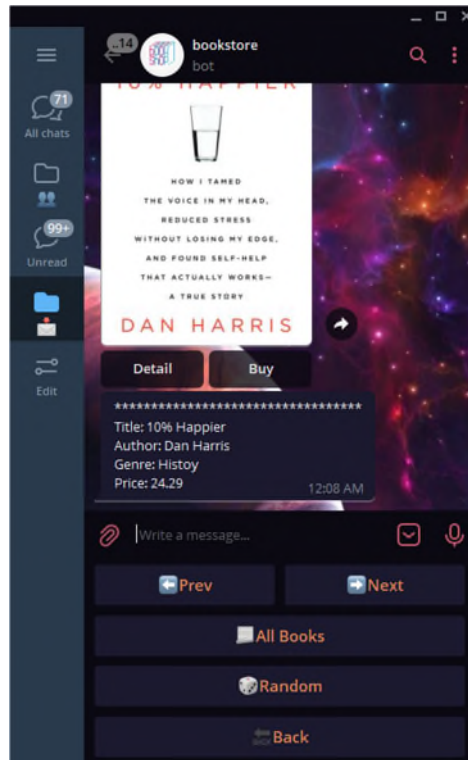 ..14
bookstore
bot
71
All chats
99+
Unread
Edit
10% HAPPIER
HOW I TAMED
THE VOICE IN MY HEAD,
REDUCED STRESS
WITHOUT LOSING MY EDGE,
AND FOUND SELF-HELP
THAT ACTUALLY WORKS—
A TRUE STORY
DAN HARRIS
Detail
Buy
***********************************
Title: 10% Happier
Author: Dan Harris
Genre: Histoy
Price: 24.29
12:08 AM
Write a message...
Prev
Next
All Books
Random
Back